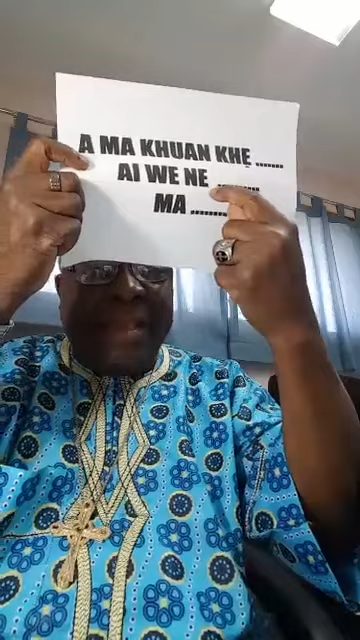 A MA KHUAN KHẸ ......
AI WE NE ..........
MA ..........